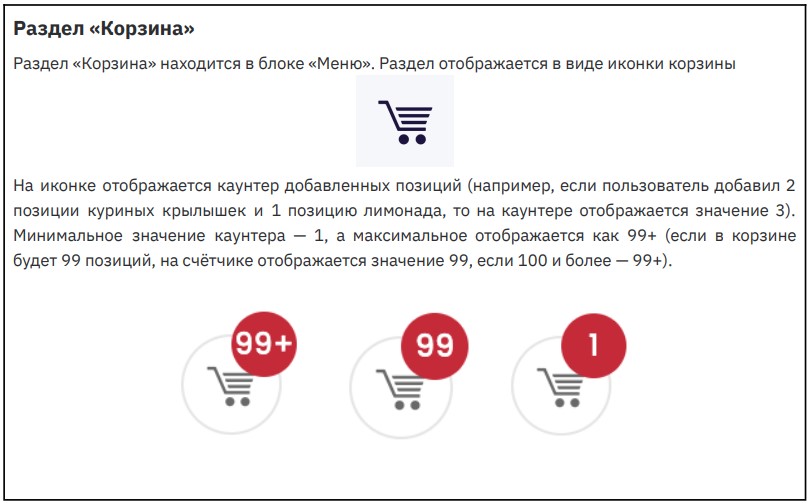 Раздел «Корзина»
Раздел «Корзина» находится в блоке «Меню». Раздел отображается в виде иконки корзины
На иконке отображается каунтер добавленных позиций (например, если пользователь добавил 2
позиции куриных крылышек и 1 позицию лимонада, то на каунтере отображается значение 3).
Минимальное значение каунтера — 1, а максимальное отображается как 99+ (если в корзине
будет 99 позиций, на счётчике отображается значение 99, если 100 и более — 99+).
99+ 99 1